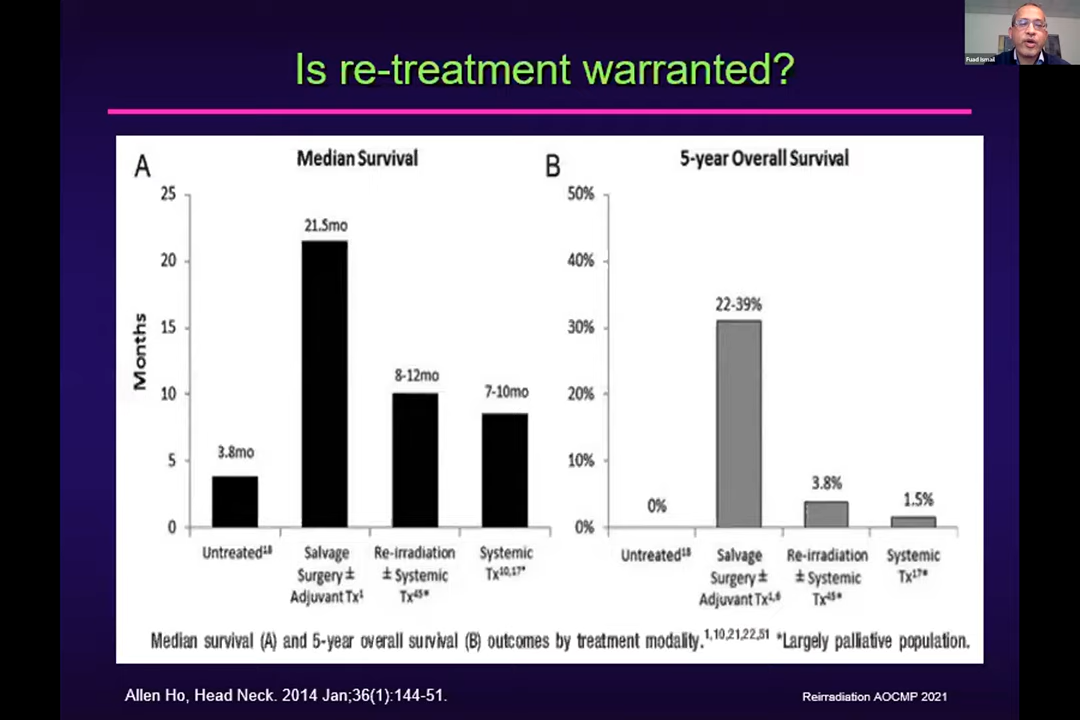 Fuad Ismail
Is re-treatment warranted?
A
Median Survival
25
20
15
10
5
0
Months
3.8mo
21.5mo
8-12mo
7-10mo
Untreated¹⁸
Salvage
Surgery ±
Adjuvant Tx¹
Re-irradiation
± Systemic
Tx⁴⁵*
Systemic
Tx¹⁰,¹⁷*
B
5-year Overall Survival
50%
40%
30%
20%
10%
0%
0%
22-39%
3.8%
1.5%
Untreated¹⁸
Salvage
Surgery ±
Adjuvant Tx¹,⁶
Re-irradiation
± Systemic
Tx⁴⁵*
Systemic
Tx¹⁷*
Median survival (A) and 5-year overall survival (B) outcomes by treatment modality.¹,¹⁰,²¹,²²,⁵¹ *Largely palliative population.
Allen Ho, Head Neck. 2014 Jan;36(1):144-51.
Reirradiation AOCMP 2021